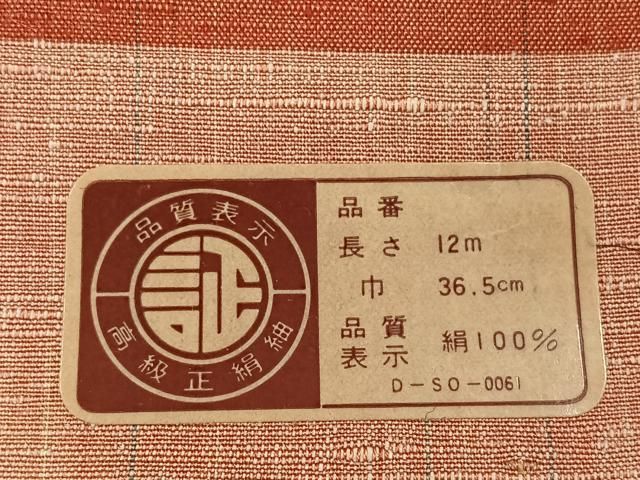 品質表示
証
高級正絹紬
品番
長さ 12m
巾 36.5cm
品質
表示 絹100%
D-SO-0061